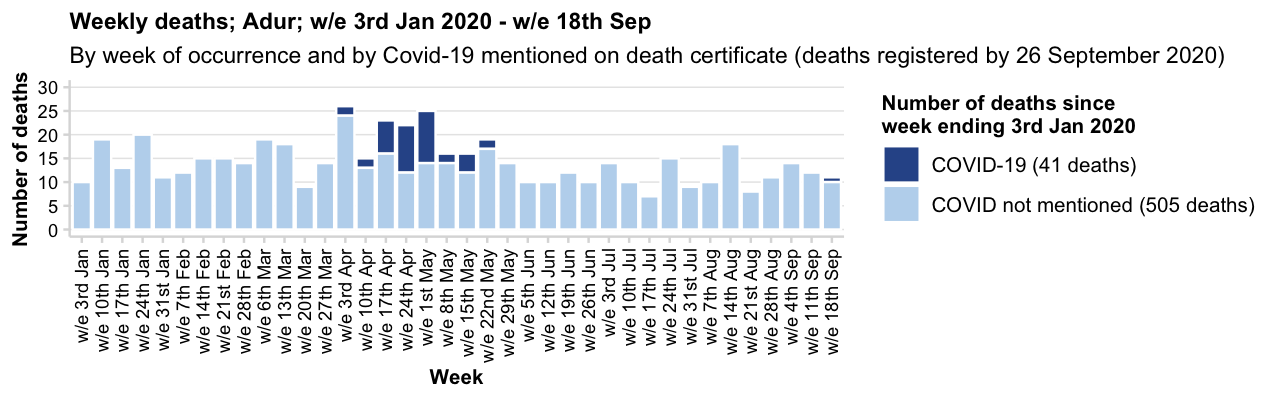 Weekly deaths; Adur; w/e 3rd Jan 2020 - w/e 18th Sep
By week of occurrence and by Covid-19 mentioned on death certificate (deaths registered by 26 September 2020)
Number of deaths
30
25
20
15
10
5
0
w/e 3rd Jan
w/e 10th Jan
w/e 17th Jan
w/e 24th Jan
w/e 31st Jan
w/e 7th Feb
w/e 14th Feb
w/e 21st Feb
w/e 28th Feb
w/e 6th Mar
w/e 13th Mar
w/e 20th Mar
w/e 27th Mar
w/e 3rd Apr
w/e 10th Apr
w/e 17th Apr
w/e 24th Apr
w/e 1st May
w/e 8th May
w/e 15th May
w/e 22nd May
w/e 29th May
w/e 5th Jun
w/e 12th Jun
w/e 19th Jun
w/e 26th Jun
w/e 3rd Jul
w/e 10th Jul
w/e 17th Jul
w/e 24th Jul
w/e 31st Jul
w/e 7th Aug
w/e 14th Aug
w/e 21st Aug
w/e 28th Aug
w/e 4th Sep
w/e 11th Sep
w/e 18th Sep
Week
Number of deaths since
week ending 3rd Jan 2020
COVID-19 (41 deaths)
COVID not mentioned (505 deaths)